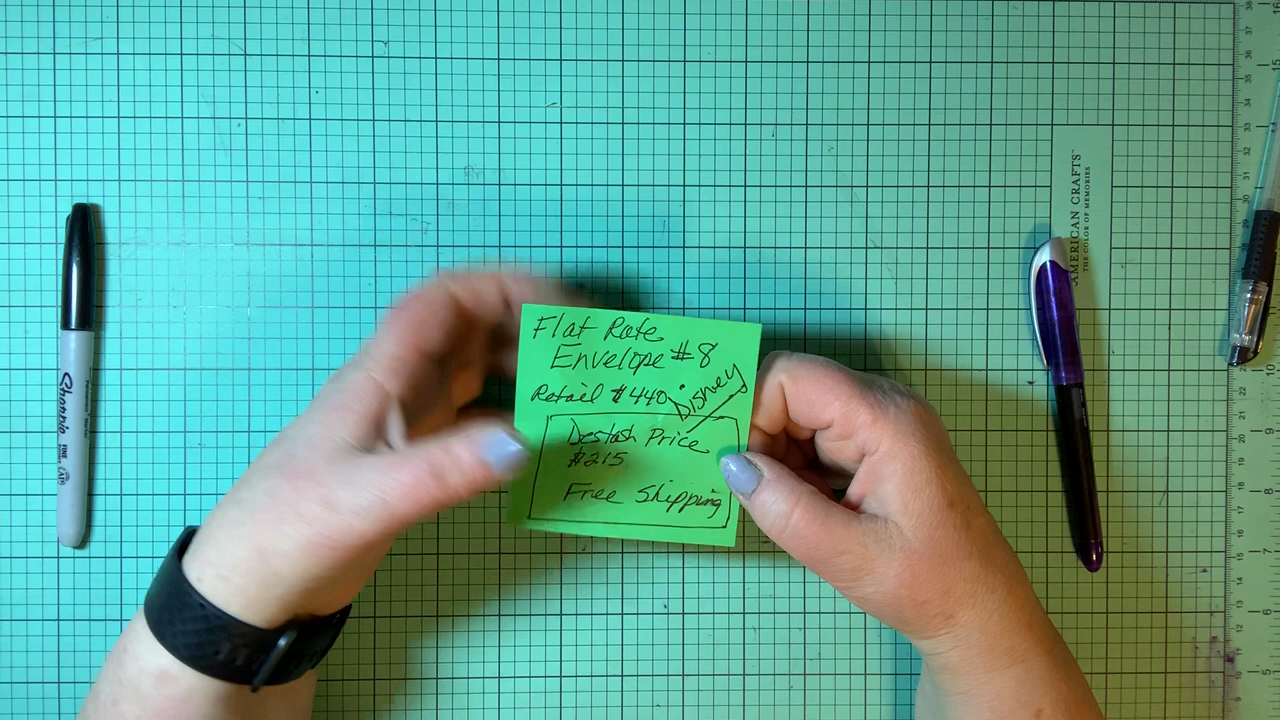 Flat Rate
Envelope #8
Retail $440
Disney
Destash Price
$215
Free Shipping
Sharpie
FINE
AMERICAN CRAFTS
THE COLOR OF MEMORIES